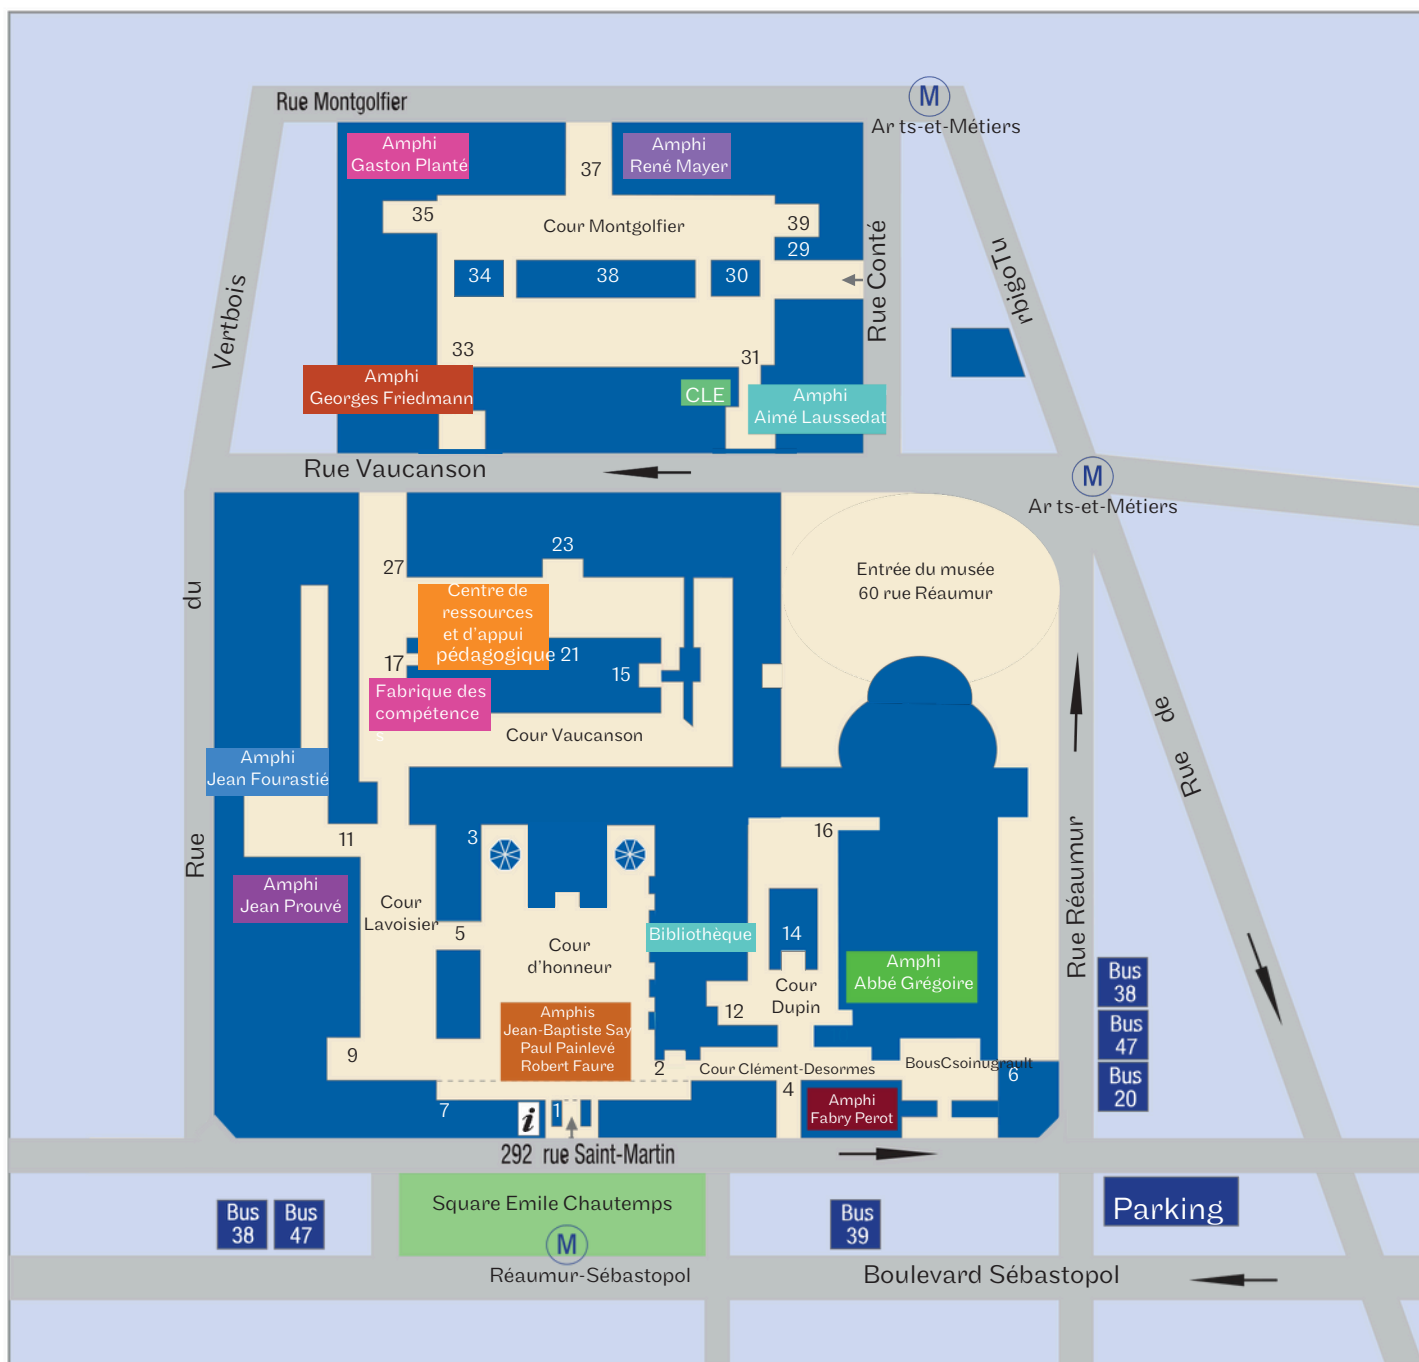 Rue Montgolfier
M
Ar ts-et-Métiers
Amphi
Gaston Planté
37
Amphi
René Mayer
35
Cour Montgolfier
39
29
34
38
30
Rue Conté
rbigoTu
Vertbois
33
31
Amphi
Georges Friedmann
CLE
Amphi
Aimé Laussedat
Rue Vaucanson
M
Ar ts-et-Métiers
23
27
Entrée du musée
60 rue Réaumur
du
Centre de
ressources
et d'appui
pédagogique 21
17
15
Fabrique des
compétence
s
Cour Vaucanson
Rue de
Amphi
Jean Fourastié
11
3
16
Rue
Rue Réaumur
Amphi
Jean Prouvé
Cour
Lavoisier
5
Cour
d'honneur
Bibliothèque
14
Amphi
Abbé Grégoire
Cour
Dupin
12
Bus
38
Bus
47
Bus
20
Amphis
Jean-Baptiste Say
Paul Painlevé
Robert Faure
9
2
Cour Clément-Desormes
BousCsoinugrault
6
4
7
i
1
Amphi
Fabry Perot
292 rue Saint-Martin
Bus
38
Bus
47
Square Emile Chautemps
M
Réaumur-Sébastopol
Bus
39
Parking
Boulevard Sébastopol